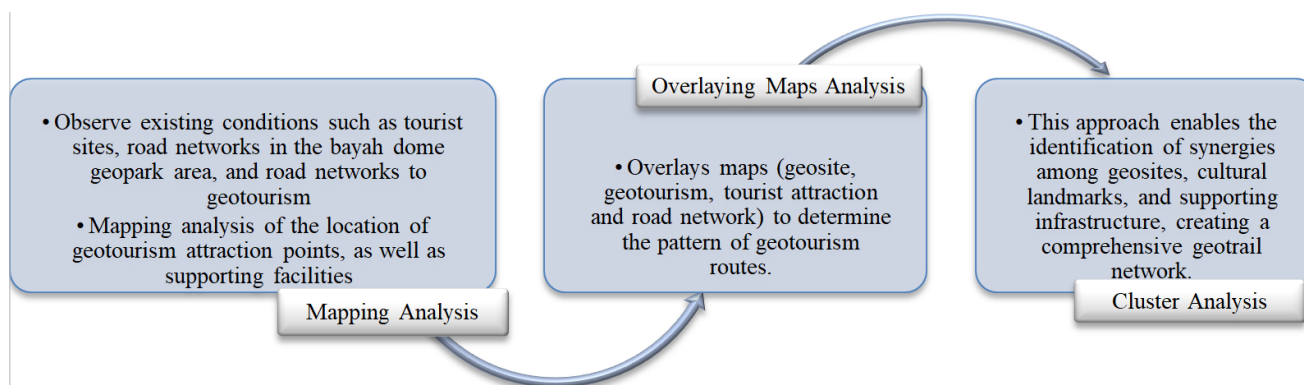 • Observe existing conditions such as tourist
sites, road networks in the bayah dome
geopark area, and road networks to
geotourism
• Mapping analysis of the location of
geotourism attraction points, as well as
supporting facilities
Mapping Analysis
Overlaying Maps Analysis
• Overlays maps (geosite,
geotourism, tourist attraction
and road network) to determine
the pattern of geotourism
routes.
• This approach enables the
identification of synergies
among geosites, cultural
landmarks, and supporting
infrastructure, creating a
comprehensive geotrail
network.
Cluster Analysis